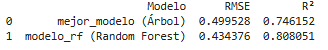 Modelo RMSE R²
0 mejor_modelo (Árbol) 0.499528 0.746152
1 modelo_rf (Random Forest) 0.434376 0.808051